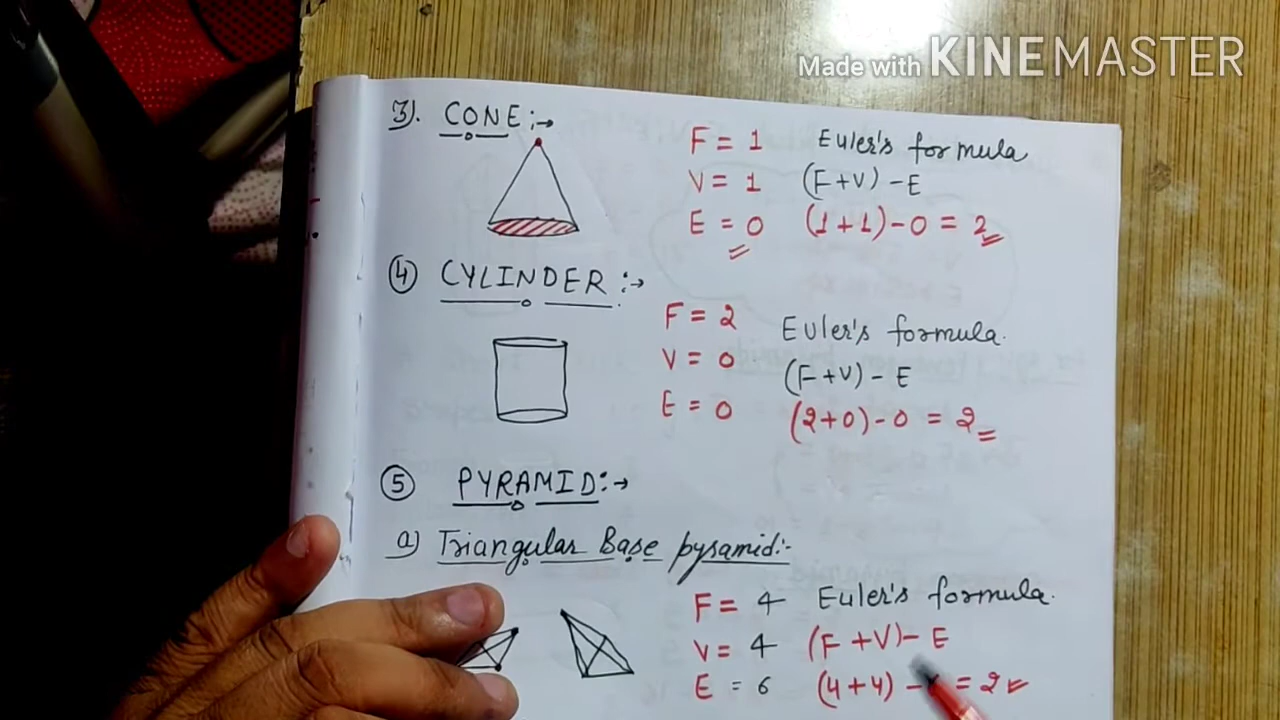 Made with KINEMASTER
3). CONE :→
F = 1 Euler's formula
V = 1 (F+V) - E
E = 0 (1+1) - 0 = 2
④ CYLINDER :→
F = 2 Euler's formula.
V = 0 (F+V) - E
E = 0 (2+0) - 0 = 2
⑤ PYRAMID :→
a) Triangular Base pyramid :-
F = 4 Euler's formula.
V = 4 (F+V) - E
E = 6 (4+4) - = 2